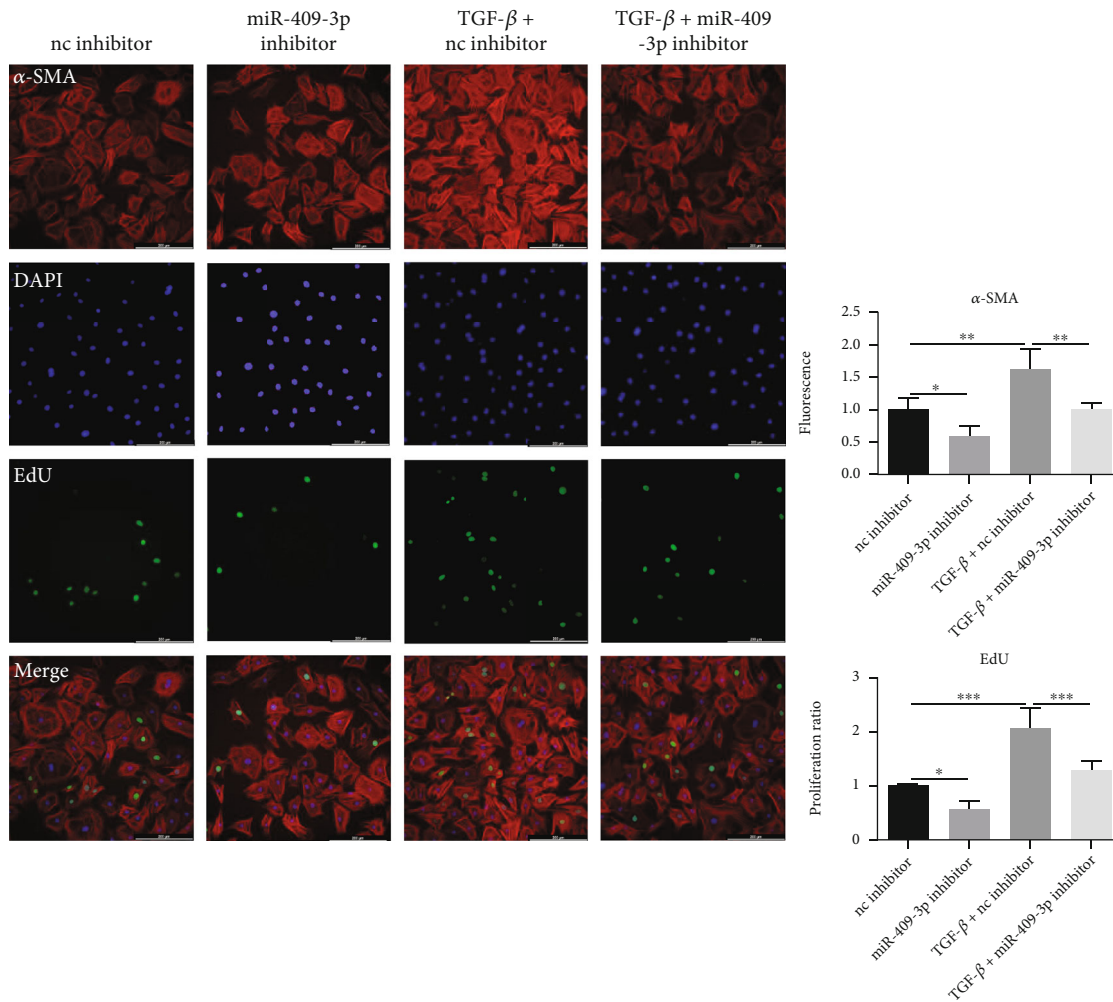 nc inhibitor
miR-409-3p
inhibitor
TGF-β +
nc inhibitor
TGF-β + miR-409
-3p inhibitor
α-SMA
DAPI
EdU
Merge
α-SMA
Fluorescence
2.5
2.0
1.5
1.0
0.5
0.0
**
**
*
nc inhibitor
miR-409-3p inhibitor
TGF-β + nc inhibitor
TGF-β + miR-409-3p inhibitor
EdU
Proliferation ratio
3
2
1
0
***
***
*
nc inhibitor
miR-409-3p inhibitor
TGF-β + nc inhibitor
TGF-β + miR-409-3p inhibitor